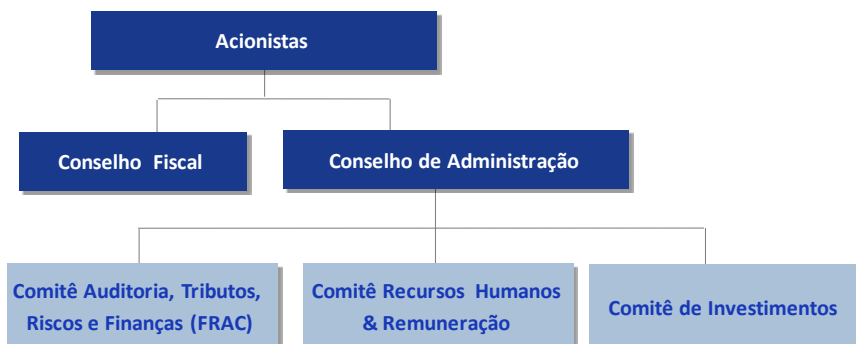 Acionistas
Conselho Fiscal
Conselho de Administração
Comitê Auditoria, Tributos,
Riscos e Finanças (FRAC)
Comitê Recursos Humanos
& Remuneração
Comitê de Investimentos